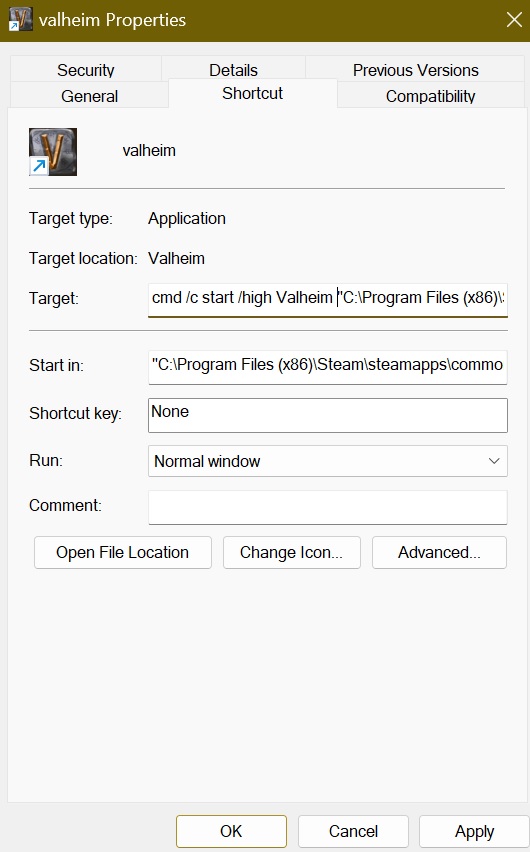 valheim Properties
Security Details Previous Versions
General Shortcut Compatibility
valheim
Target type: Application
Target location: Valheim
Target: cmd /c start /high Valheim "C:\Program Files (x86)\
Start in: "C:\Program Files (x86)\Steam\steamapps\commo
Shortcut key: None
Run: Normal window
Comment:
Open File Location Change Icon... Advanced...
OK Cancel Apply